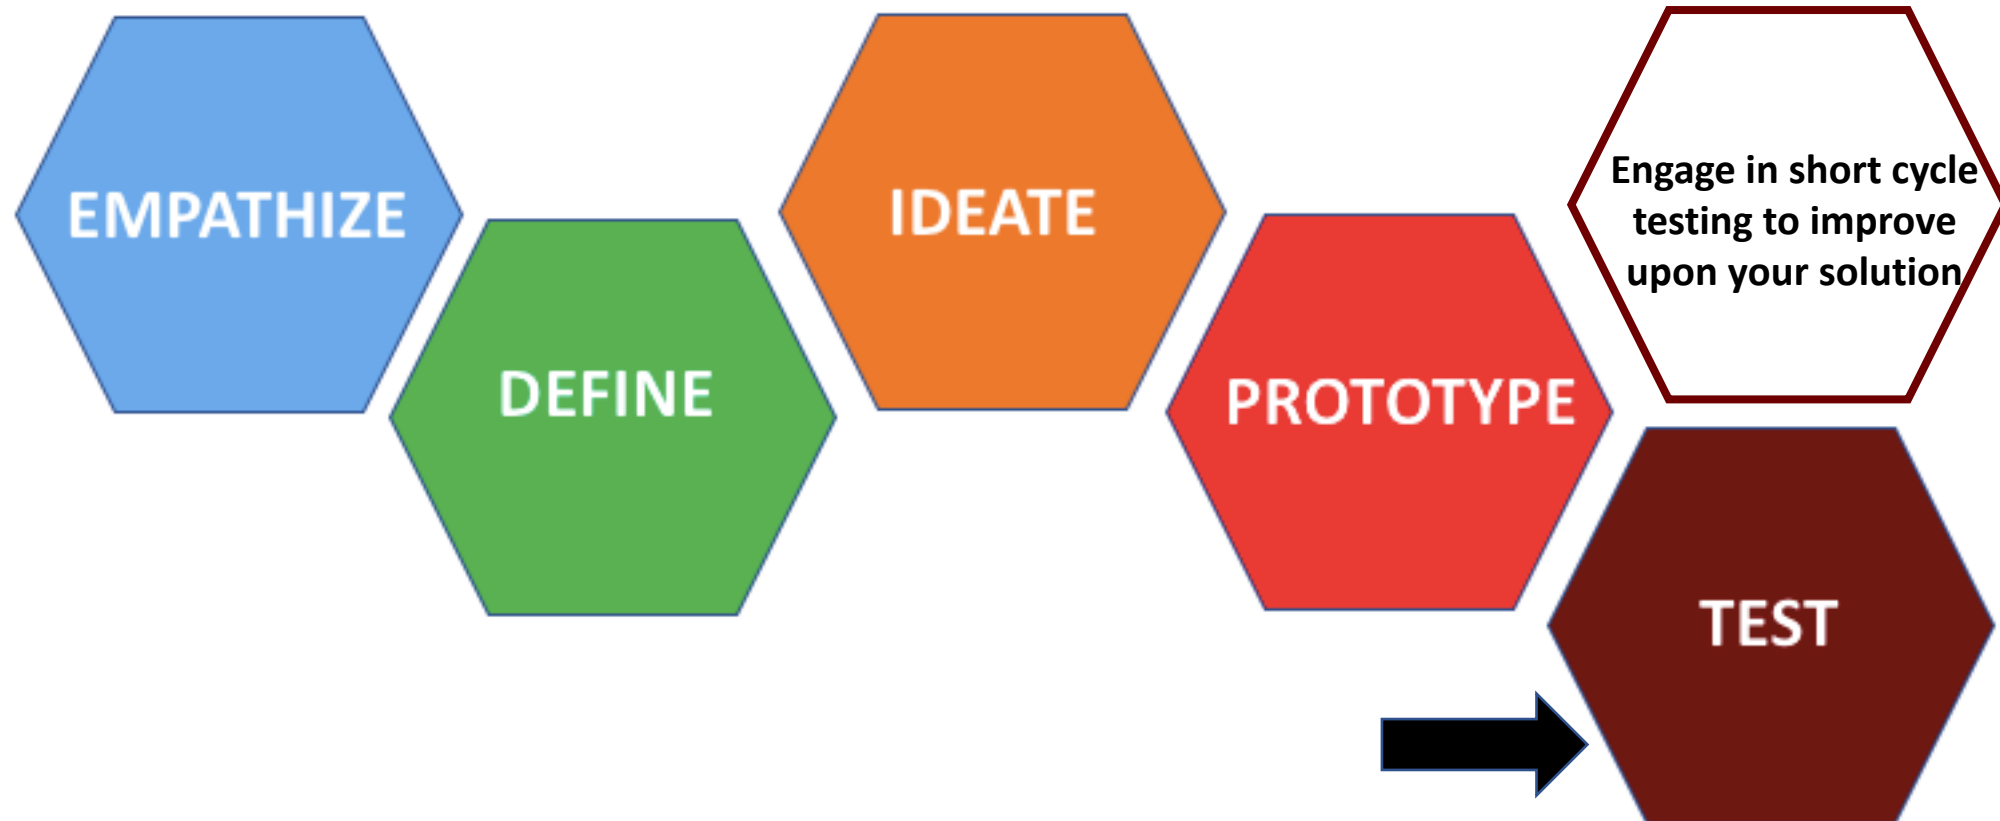 EMPATHIZE
DEFINE
IDEATE
PROTOTYPE
Engage in short cycle
testing to improve
upon your solution
TEST